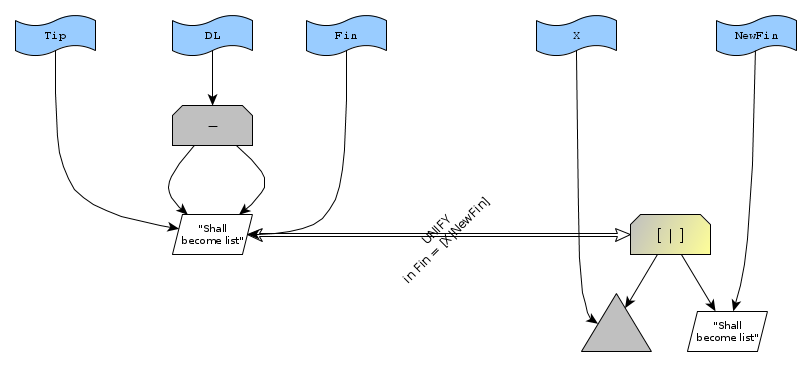 Tip
DL
Fin
X
NewFin
–
"Shall
become list"
UNIFY
in Fin = [X|NewFin]
[ | ]
"Shall
become list"